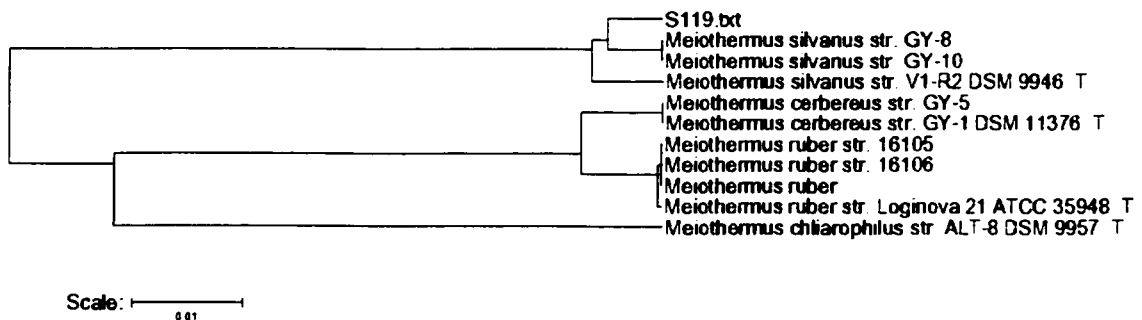 S119.txt
Meiothermus silvanus str. GY-8
Meiothermus silvanus str GY-10
Meiothermus silvanus str. V1-R2 DSM 9946 T
Meiothermus cerbereus str. GY-5
Meiothermus cerbereus str. GY-1 DSM 11376 T
Meiothermus ruber str. 16105
Meiothermus ruber str. 16106
Meiothermus ruber
Meiothermus ruber str. Loginova 21 ATCC 35948 T
Meiothermus chliarophilus str ALT-8 DSM 9957 T
Scale:
0.01